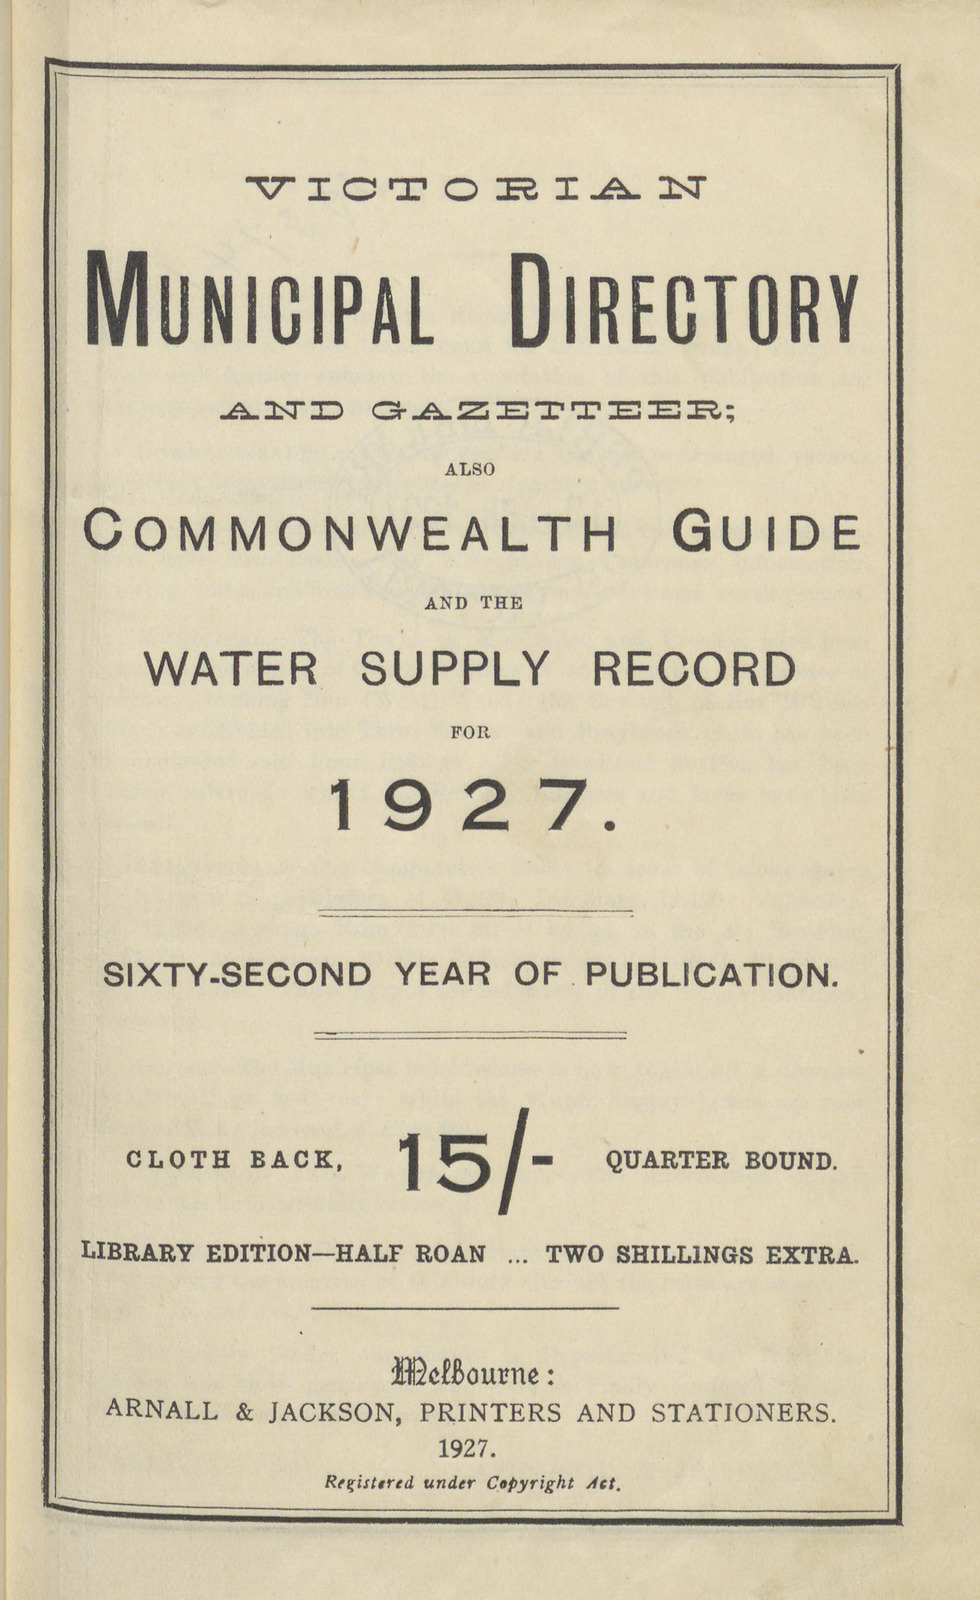 VICTORIAN
MUNICIPAL DIRECTORY
AND GAZETTEER;
ALSO
COMMONWEALTH GUIDE
AND THE
WATER SUPPLY RECORD
FOR
1927.
SIXTY-SECOND YEAR OF PUBLICATION.
CLOTH BACK, 15/- QUARTER BOUND.
LIBRARY EDITION—HALF ROAN ... TWO SHILLINGS EXTRA.
Melbourne:
ARNALL & JACKSON, PRINTERS AND STATIONERS.
1927.
Registered under Copyright Act.